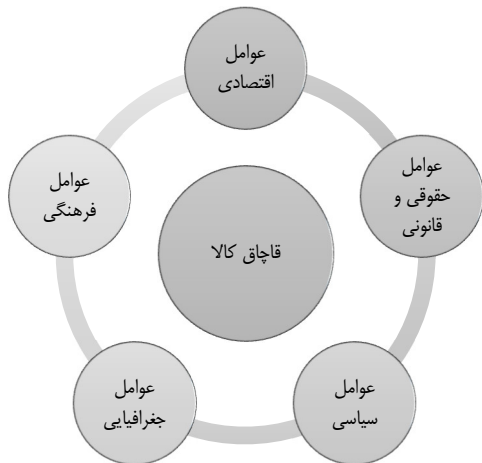 عوامل
اقتصادی
عوامل
حقوقی و
قانونی
عوامل
سیاسی
عوامل
جغرافیایی
عوامل
فرهنگی
قاچاق کالا